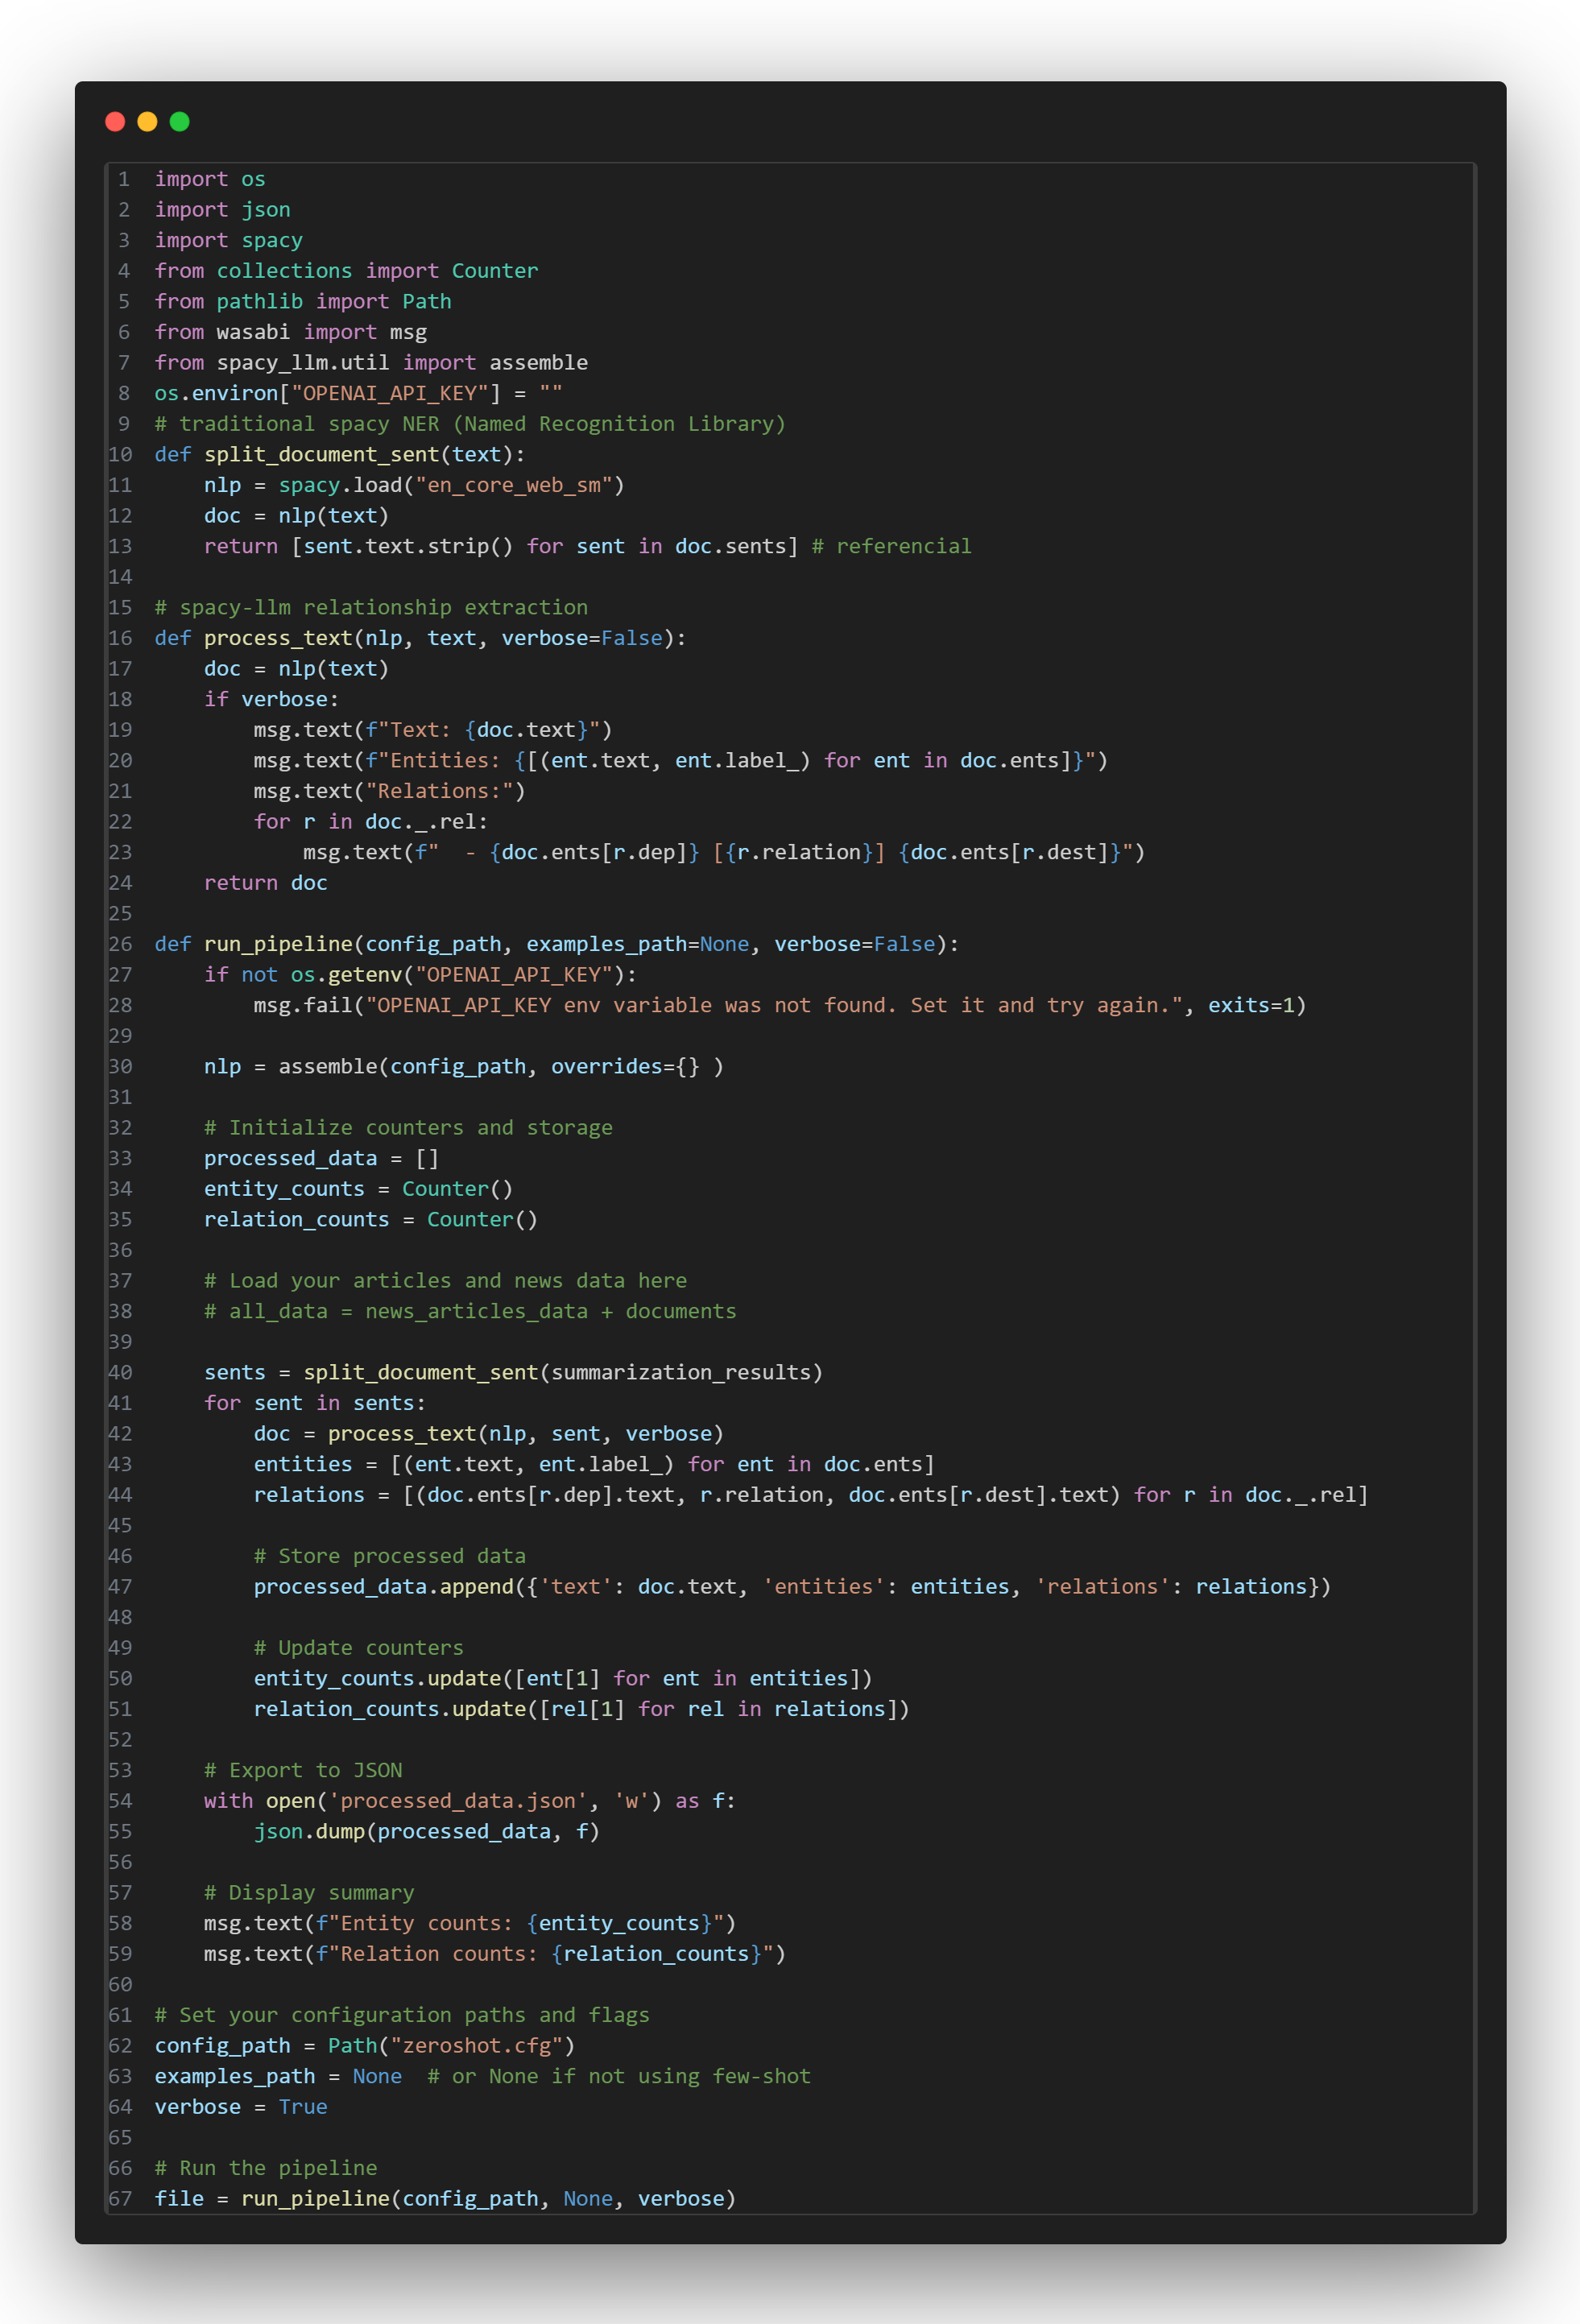 1 import os
2 import json
3 import spacy
4 from collections import Counter
5 from pathlib import Path
6 from wasabi import msg
7 from spacy_llm.util import assemble
8 os.environ["OPENAI_API_KEY"] = ""
9 # traditional spacy NER (Named Recognition Library)
10 def split_document_sent(text):
11     nlp = spacy.load("en_core_web_sm")
12     doc = nlp(text)
13     return [sent.text.strip() for sent in doc.sents] # referencial
14
15 # spacy-llm relationship extraction
16 def process_text(nlp, text, verbose=False):
17     doc = nlp(text)
18     if verbose:
19         msg.text(f"Text: {doc.text}")
20         msg.text(f"Entities: {[(ent.text, ent.label_) for ent in doc.ents]}")
21         msg.text("Relations:")
22         for r in doc._.rel:
23             msg.text(f"  - {doc.ents[r.dep]} [{r.relation}] {doc.ents[r.dest]}")
24     return doc
25
26 def run_pipeline(config_path, examples_path=None, verbose=False):
27     if not os.getenv("OPENAI_API_KEY"):
28         msg.fail("OPENAI_API_KEY env variable was not found. Set it and try again.", exits=1)
29
30     nlp = assemble(config_path, overrides={} )
31
32     # Initialize counters and storage
33     processed_data = []
34     entity_counts = Counter()
35     relation_counts = Counter()
36
37     # Load your articles and news data here
38     # all_data = news_articles_data + documents
39
40     sents = split_document_sent(summarization_results)
41     for sent in sents:
42         doc = process_text(nlp, sent, verbose)
43         entities = [(ent.text, ent.label_) for ent in doc.ents]
44         relations = [(doc.ents[r.dep].text, r.relation, doc.ents[r.dest].text) for r in doc._.rel]
45
46         # Store processed data
47         processed_data.append({'text': doc.text, 'entities': entities, 'relations': relations})
48
49         # Update counters
50         entity_counts.update([ent[1] for ent in entities])
51         relation_counts.update([rel[1] for rel in relations])
52
53     # Export to JSON
54     with open('processed_data.json', 'w') as f:
55         json.dump(processed_data, f)
56
57     # Display summary
58     msg.text(f"Entity counts: {entity_counts}")
59     msg.text(f"Relation counts: {relation_counts}")
60
61 # Set your configuration paths and flags
62 config_path = Path("zeroshot.cfg")
63 examples_path = None  # or None if not using few-shot
64 verbose = True
65
66 # Run the pipeline
67 file = run_pipeline(config_path, None, verbose)